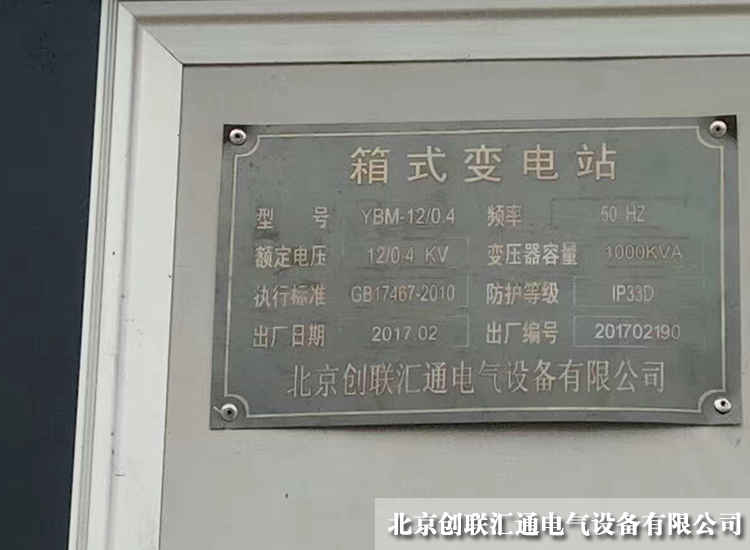 箱式变电站
型 号 YBM-12/0.4 频率 50 HZ
额定电压 12/0.4 KV 变压器容量 1000KVA
执行标准 GB17467-2010 防护等级 IP33D
出厂日期 2017.02 出厂编号 201702190
北京创联汇通电气设备有限公司
北京创联汇通电气设备有限公司